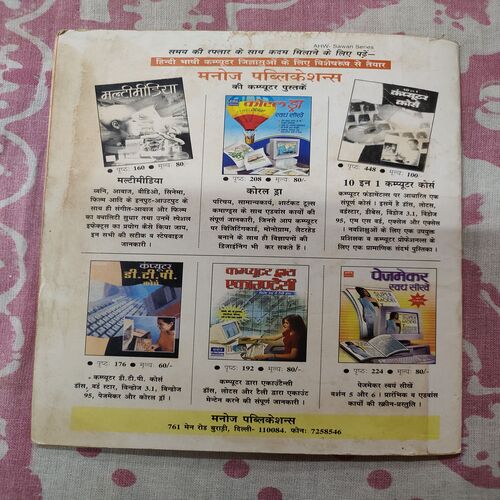 AHW- Sawan Series
समय की रफ्तार के साथ कदम मिलाने के लिए पढ़ें—
हिन्दी भाषी कम्प्यूटर जिज्ञासुओं के लिए विशेषरूप से तैयार
मनोज पब्लिकेशन्स
की कम्प्यूटर पुस्तकें
मल्टीमीडिया
● पृष्ठ: 160 ● मूल्य: 80/-
मल्टीमीडिया
ध्वनि, आवाज, वीडिओ, सिनेमा,
फिल्म आदि के इनपुट-आउटपुट के
साथ ही संगीत-आवाज और फिल्म
का क्वालिटी सुधार तथा उनमें स्पेशल
इफेक्ट्स का प्रयोग कैसे किया जाय,
इन सभी की सटीक व स्टेपवाइज
जानकारी ।
कोरल ड्रा
स्वयं सीखें
● पृष्ठ: 208 ● मूल्य: 80/-
कोरल ड्रा
परिचय, सामान्यकार्य, शार्टकट टूल्स
कमाण्ड्स के साथ एडवांस कार्यों की
जानकारी, जिनसे आप कम्प्यूटर
पर विजिटिंगकार्ड, मोनोग्राम, लैटरहेड
बनाने के साथ ही विज्ञापनों की
डिजाइनिंग भी कर सकते हैं ।
कंप्यूटर
कोर्स
● पृष्ठ: 448 ● मूल्य: 100/-
10 इन 1 कम्प्यूटर कोर्स
कम्प्यूटर फंडामेन्टल्स पर आधारित एक
संपूर्ण कोर्स । इसमें है डॉस, लोटस,
वर्डस्टार, डीबेस, विंडोज 3.1, विंडोज
95, एम एस वर्ड, एक्सेल और एक्सेस
। नवशिक्षुओं के लिए एक उपयुक्त
प्रशिक्षक व कम्प्यूटर प्रोफेशनल्स के
लिए एक प्रामाणिक संदर्भ पुस्तिका ।
कंप्यूटर
डी.टी.पी.
कोर्स
● पृष्ठ: 176 ● मूल्य: 60/-
कम्प्यूटर डी.टी.पी. कोर्स
डॉस, वर्ड स्टार, विन्डोज 3.1, विन्डोज
95, पेजमेकर और कोरल ड्रॉ ।
कम्प्यूटर द्वारा
एकाउण्टेंसी
● पृष्ठ: 192 ● मूल्य: 80/-
कम्प्यूटर द्वारा एकाउंटेन्सी
डॉस, लोटस और टैली द्वारा एकाउंट
मेन्टेन करने की संपूर्ण जानकारी ।
पेजमेकर
स्वयं सीखें
● पृष्ठ: 224 ● मूल्य: 80/-
पेजमेकर स्वयं सीखें
वर्शन 5 और 6 । प्रारंभिक व एडवांस
कार्यों की स्क्रीन-प्रस्तुति ।
मनोज पब्लिकेशन्स
761 मेन रोड बुराड़ी, दिल्ली- 110084. फोन: 7258546